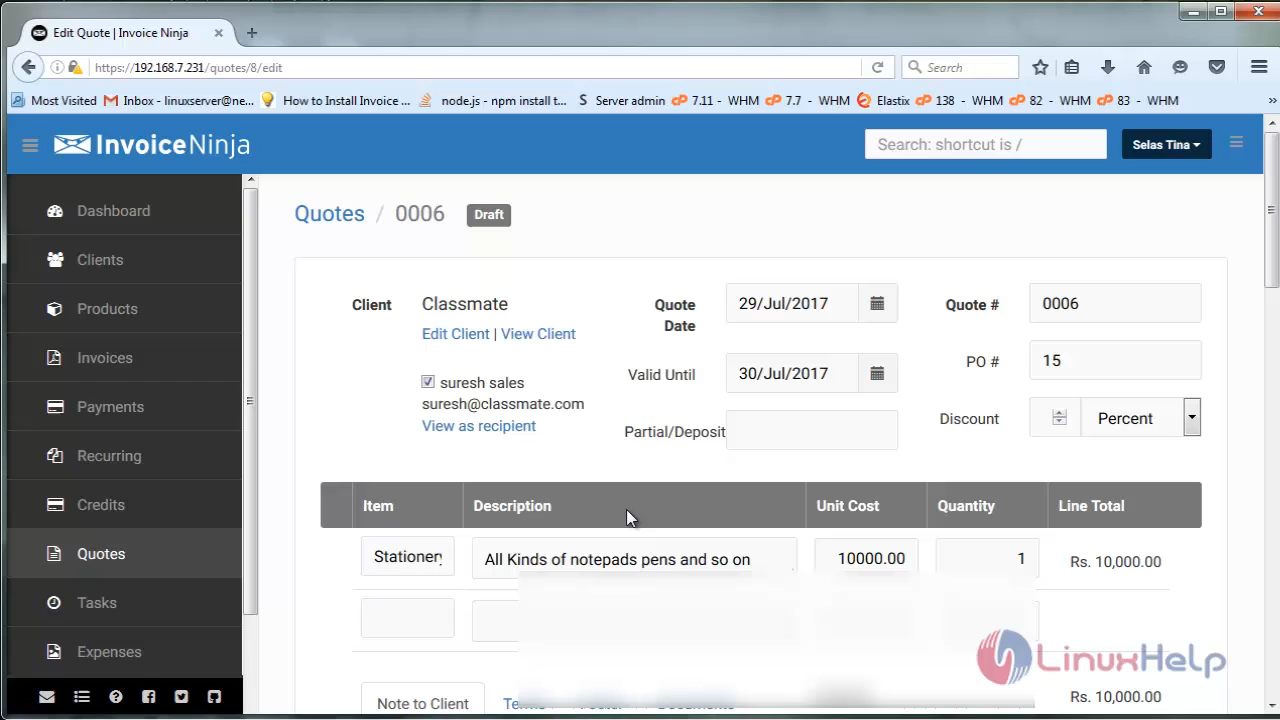 Edit Quote | Invoice Ninja
https://192.168.7.231/quotes/8/edit
Search
Most Visited
Inbox - linuxserver@ne...
How to Install Invoice ...
node.js - npm install t...
Server admin
7.11 - WHM
7.7 - WHM
Elastix
138 - WHM
82 - WHM
83 - WHM
InvoiceNinja
Search: shortcut is /
Selas Tina
Dashboard
Clients
Products
Invoices
Payments
Recurring
Credits
Quotes
Tasks
Expenses
Quotes / 0006 Draft
Client
Classmate
Edit Client | View Client
suresh sales
suresh@classmate.com
View as recipient
Quote Date
29/Jul/2017
Valid Until
30/Jul/2017
Partial/Deposit
Quote #
0006
PO #
15
Discount
Percent
Item Description Unit Cost Quantity Line Total
Stationery All Kinds of notepads pens and so on 10000.00 1 Rs. 10,000.00
Note to Client
Rs. 10,000.00
LinuxHelp